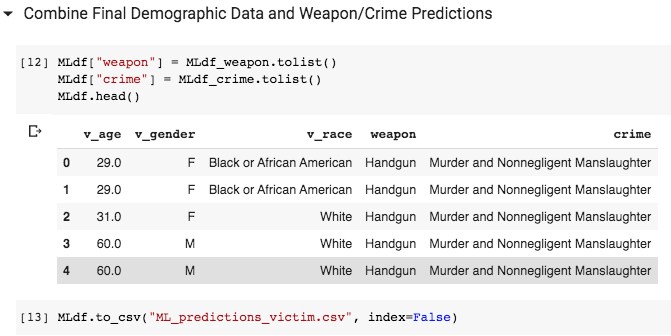 Combine Final Demographic Data and Weapon/Crime Predictions
[12] MLdf["weapon"] = MLdf_weapon.tolist()
MLdf["crime"] = MLdf_crime.tolist()
MLdf.head()
v_age v_gender v_race weapon crime
0 29.0 F Black or African American Handgun Murder and Nonnegligent Manslaughter
1 29.0 F Black or African American Handgun Murder and Nonnegligent Manslaughter
2 31.0 F White Handgun Murder and Nonnegligent Manslaughter
3 60.0 M White Handgun Murder and Nonnegligent Manslaughter
4 60.0 M White Handgun Murder and Nonnegligent Manslaughter
[13] MLdf.to_csv("ML_predictions_victim.csv", index=False)